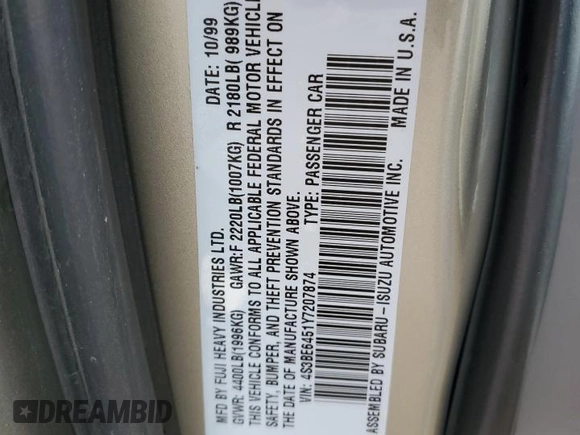 MFD BY FUJI HEAVY INDUSTRIES LTD. DATE: 10/99
GVWR: 4400LB(1996KG) GAWR:F 2220LB(1007KG) R 2180LB( 989KG)
THIS VEHICLE CONFORMS TO ALL APPLICABLE FEDERAL MOTOR
SAFETY, BUMPER, AND THEFT PREVENTION STANDARDS IN EFFECT ON
THE DATE OF MANUFACTURE SHOWN ABOVE.
VIN: 4S3BE6451Y7207874 TYPE: PASSENGER CAR
ASSEMBLED BY SUBARU-ISUZU AUTOMOTIVE INC. MADE IN U.S.A.
DREAMBID